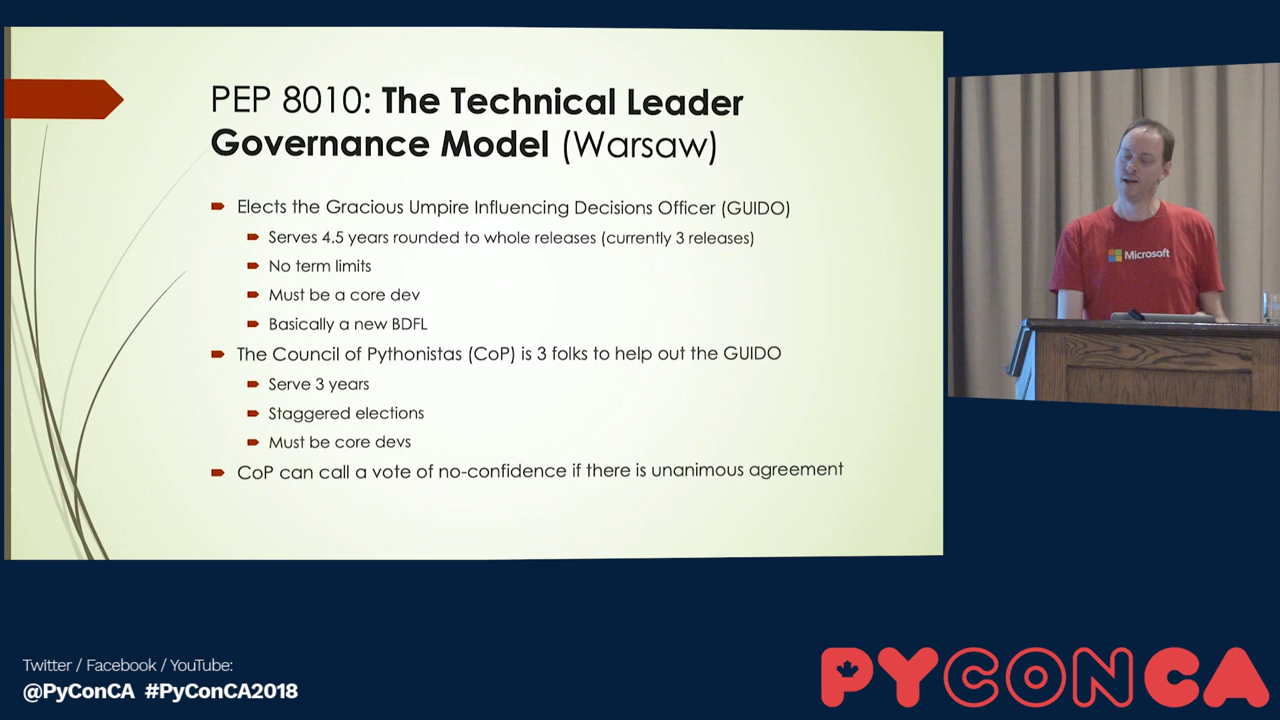 PEP 8010: The Technical Leader
Governance Model (Warsaw)
Elects the Gracious Umpire Influencing Decisions Officer (GUIDO)
Serves 4.5 years rounded to whole releases (currently 3 releases)
No term limits
Must be a core dev
Basically a new BDFL
The Council of Pythonistas (CoP) is 3 folks to help out the GUIDO
Serve 3 years
Staggered elections
Must be core devs
CoP can call a vote of no-confidence if there is unanimous agreement
Microsoft
Twitter / Facebook / YouTube:
@PyConCA #PyConCA2018
PYCONCA